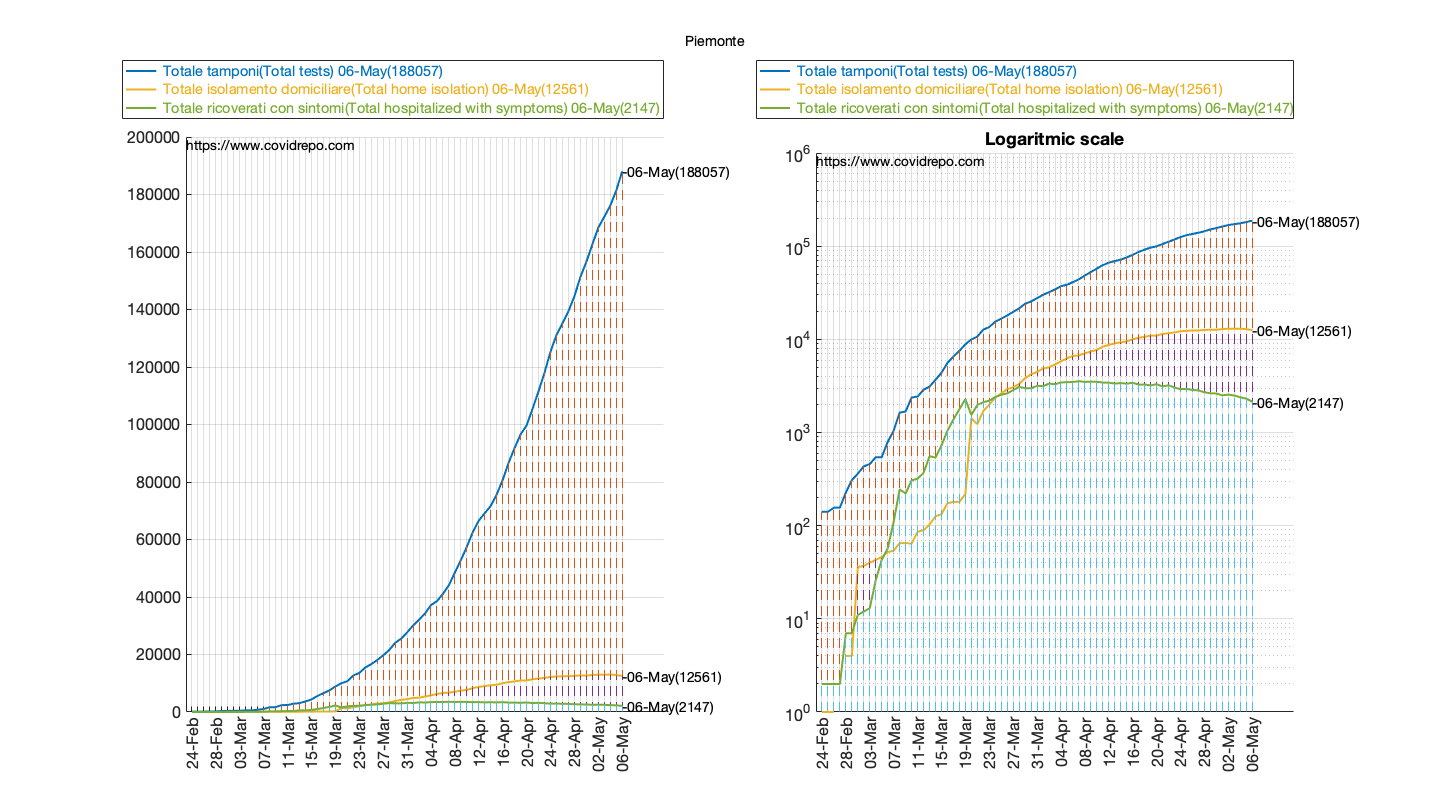 Piemonte
Totale tamponi(Total tests) 06-May(188057)
Totale isolamento domiciliare(Total home isolation) 06-May(12561)
Totale ricoverati con sintomi(Total hospitalized with symptoms) 06-May(2147)
200000
180000
160000
140000
120000
100000
80000
60000
40000
20000
0
https://www.covidrepo.com
06-May(188057)
06-May(12561)
06-May(2147)
24-Feb
28-Feb
03-Mar
07-Mar
11-Mar
15-Mar
19-Mar
23-Mar
27-Mar
31-Mar
04-Apr
08-Apr
12-Apr
16-Apr
20-Apr
24-Apr
28-Apr
02-May
06-May
Totale tamponi(Total tests) 06-May(188057)
Totale isolamento domiciliare(Total home isolation) 06-May(12561)
Totale ricoverati con sintomi(Total hospitalized with symptoms) 06-May(2147)
Logaritmic scale
10^6
10^5
10^4
10^3
10^2
10^1
10^0
https://www.covidrepo.com
06-May(188057)
06-May(12561)
06-May(2147)
24-Feb
28-Feb
03-Mar
07-Mar
11-Mar
15-Mar
19-Mar
23-Mar
27-Mar
31-Mar
04-Apr
08-Apr
12-Apr
16-Apr
20-Apr
24-Apr
28-Apr
02-May
06-May